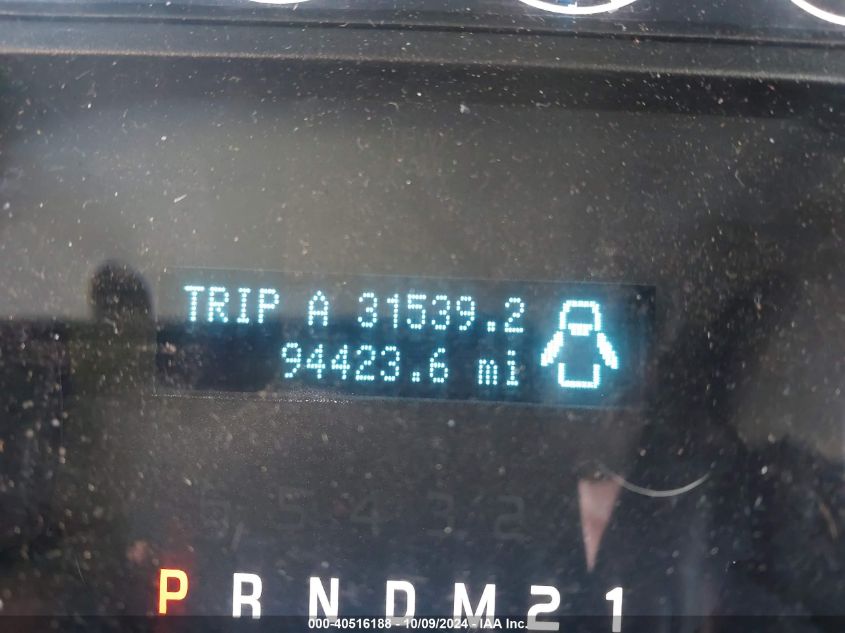 TRIP A 31539.2
94423.6 mi
P R N D M 2 1
000-40516188 - 10/09/2024 - IAA Inc.